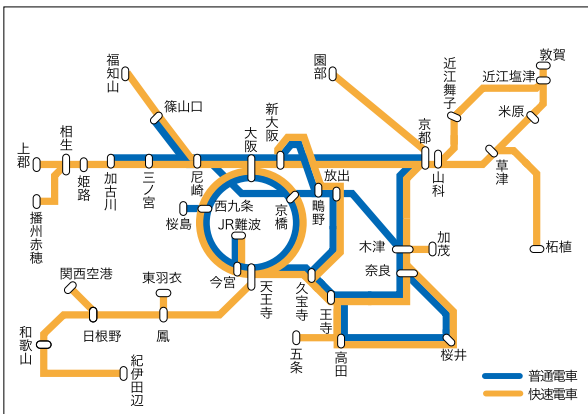 福知山
園部
敦賀
近江塩津
近江舞子
篠山口
新大阪
米原
相生
大阪
京都
上郡
姫路
加古川
三ノ宮
尼崎
放出
山科
草津
鴫野
京橋
西九条
JR難波
桜島
播州赤穂
木津
加茂
柘植
奈良
関西空港
東羽衣
今宮
天王寺
久宝寺
王寺
和歌山
日根野
鳳
五条
高田
桜井
紀伊田辺
普通電車
快速電車